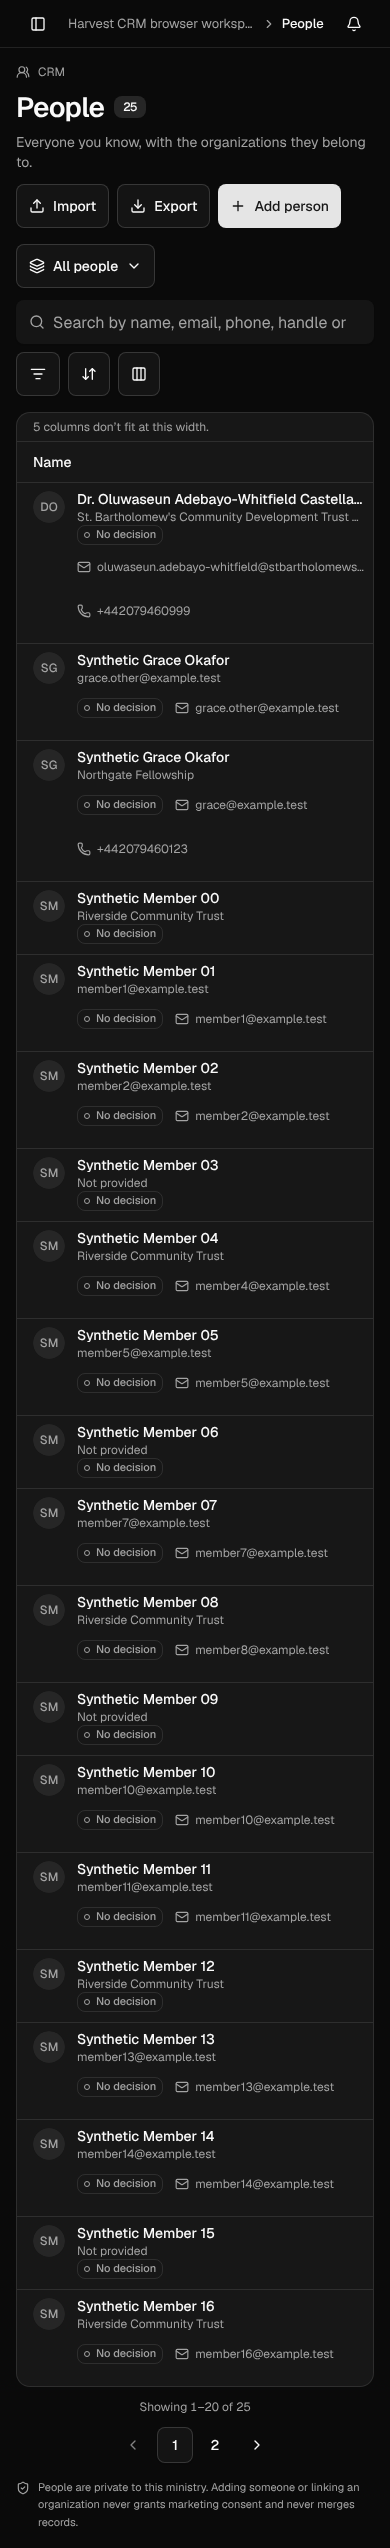 Harvest CRM browser worksp... > People
CRM
People 25
Everyone you know, with the organizations they belong
to.
Import Export + Add person
All people
Search by name, email, phone, handle or
5 columns don't fit at this width.
Name
DO Dr. Oluwaseun Adebayo-Whitfield Castella...
St. Bartholomew's Community Development Trust ...
No decision
oluwaseun.adebayo-whitfield@stbartholomews...
+442079460999
SG Synthetic Grace Okafor
grace.other@example.test
No decision grace.other@example.test
SG Synthetic Grace Okafor
Northgate Fellowship
No decision grace@example.test
+442079460123
SM Synthetic Member 00
Riverside Community Trust
No decision
SM Synthetic Member 01
member1@example.test
No decision member1@example.test
SM Synthetic Member 02
member2@example.test
No decision member2@example.test
SM Synthetic Member 03
Not provided
No decision
SM Synthetic Member 04
Riverside Community Trust
No decision member4@example.test
SM Synthetic Member 05
member5@example.test
No decision member5@example.test
SM Synthetic Member 06
Not provided
No decision
SM Synthetic Member 07
member7@example.test
No decision member7@example.test
SM Synthetic Member 08
Riverside Community Trust
No decision member8@example.test
SM Synthetic Member 09
Not provided
No decision
SM Synthetic Member 10
member10@example.test
No decision member10@example.test
SM Synthetic Member 11
member11@example.test
No decision member11@example.test
SM Synthetic Member 12
Riverside Community Trust
No decision
SM Synthetic Member 13
member13@example.test
No decision member13@example.test
SM Synthetic Member 14
member14@example.test
No decision member14@example.test
SM Synthetic Member 15
Not provided
No decision
SM Synthetic Member 16
Riverside Community Trust
No decision member16@example.test
Showing 1–20 of 25
1 2
People are private to this ministry. Adding someone or linking an
organization never grants marketing consent and never merges
records.